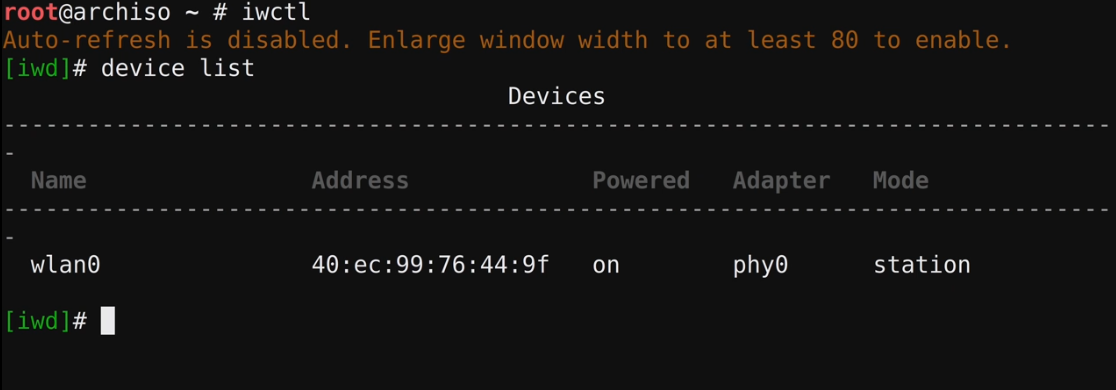 root@archiso ~ # iwctl
Auto-refresh is disabled. Enlarge window width to at least 80 to enable.
[iwd]# device list
Devices
-------------------------------------------------------------------------------
-
Name Address Powered Adapter Mode
-------------------------------------------------------------------------------
-
wlan0 40:ec:99:76:44:9f on phy0 station
[iwd]#